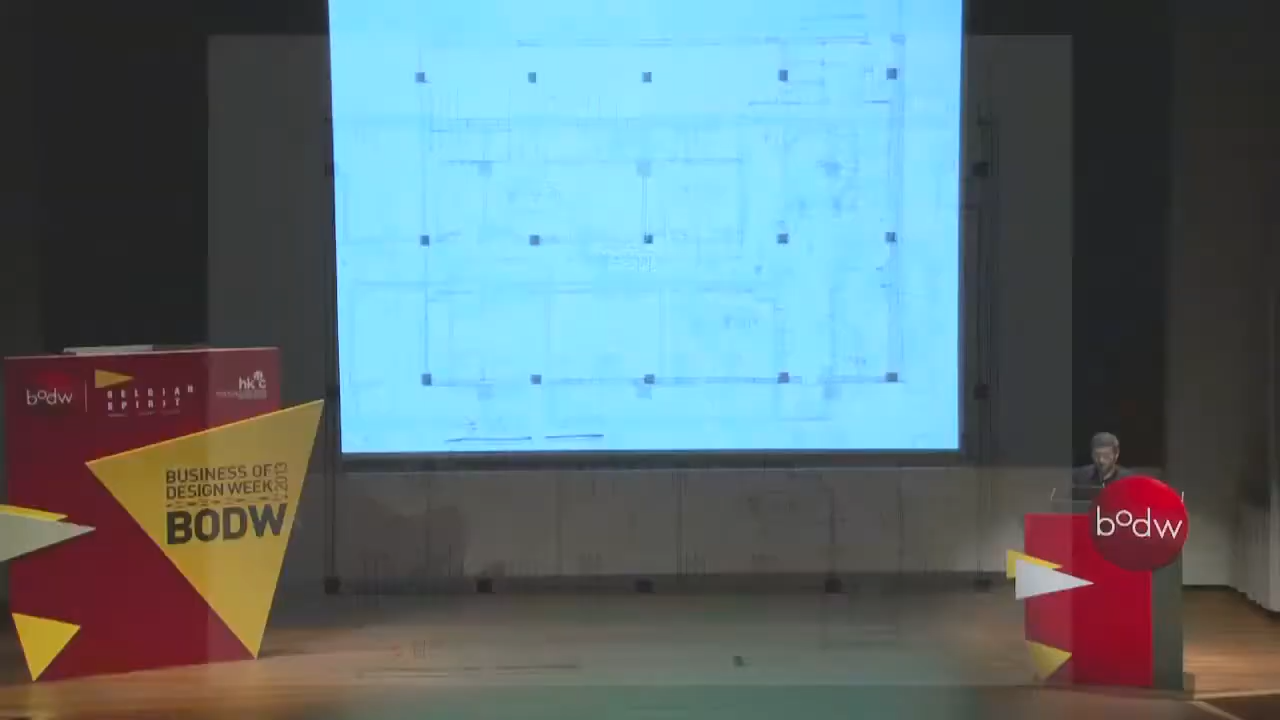 bodw
BELGIAN
SPIRIT
hkdc
BUSINESS OF
DESIGN WEEK 2013
BODW
bodw